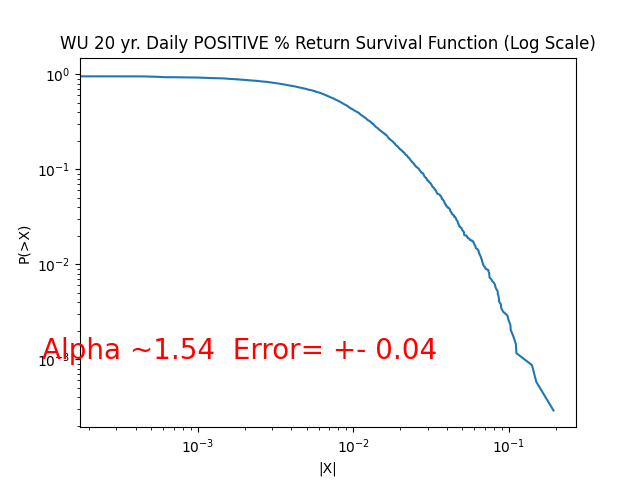 WU 20 yr. Daily POSITIVE % Return Survival Function (Log Scale)
10⁰
10⁻¹
P(>X)
10⁻²
Alpha ~1.54  Error= +- 0.04
10⁻³
10⁻³
10⁻²
10⁻¹
|X|